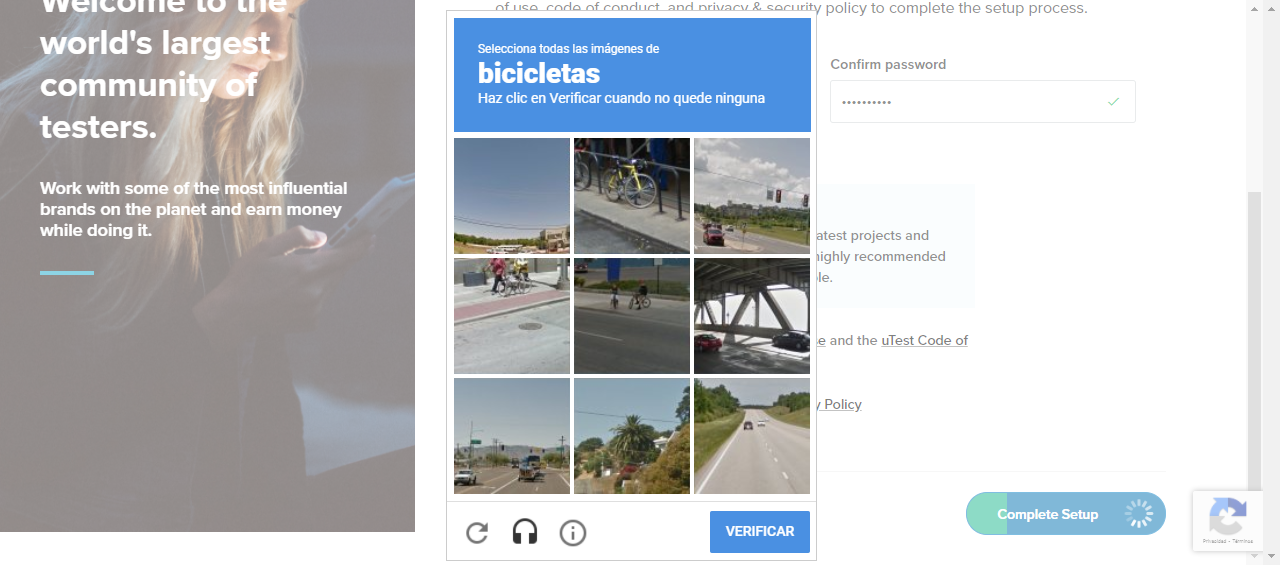 Welcome to the
world's largest
community of
testers.
Work with some of the most influential
brands on the planet and earn money
while doing it.
of use, code of conduct, and privacy & security policy to complete the setup process.
Selecciona todas las imágenes de
bicicletas
Haz clic en Verificar cuando no quede ninguna
Confirm password
atest projects and
highly recommended
and the uTest Code of
Policy
VERIFICAR
Complete Setup
Privacidad - Términos